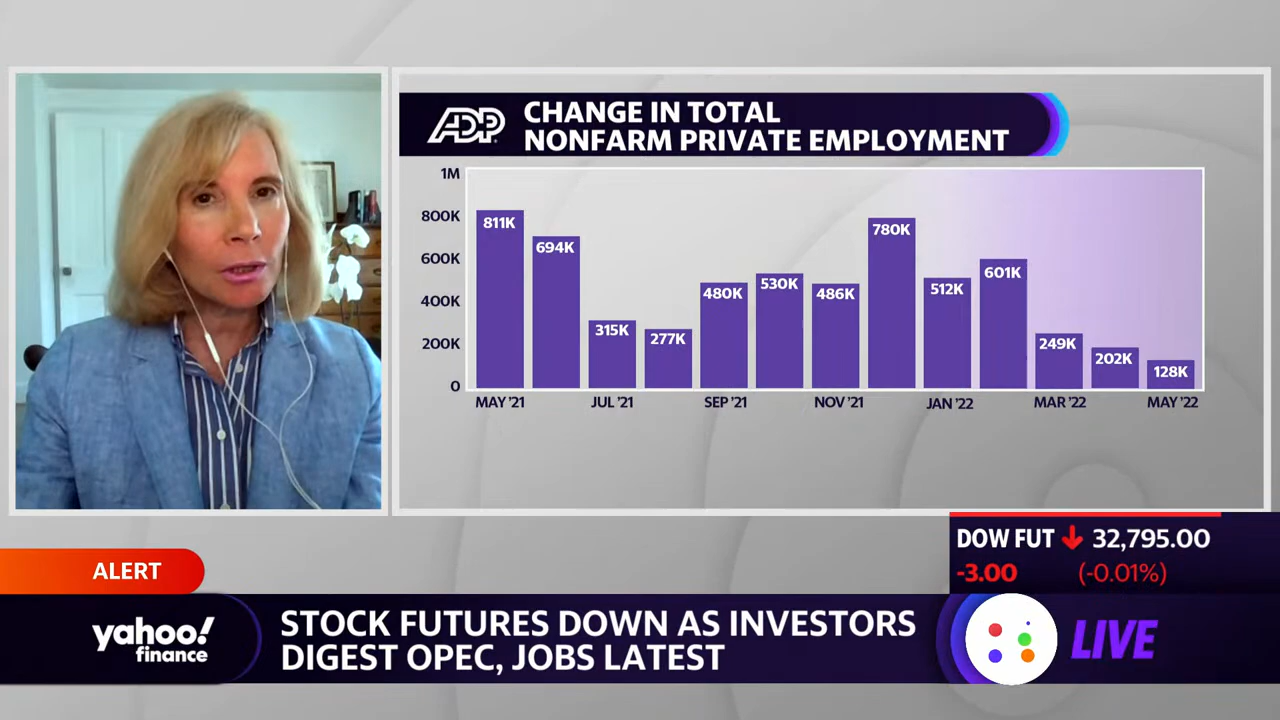 ADP
CHANGE IN TOTAL
NONFARM PRIVATE EMPLOYMENT
1M
800K
600K
400K
200K
0
811K
694K
315K
277K
480K
530K
486K
780K
512K
601K
249K
202K
128K
MAY '21
JUL '21
SEP '21
NOV '21
JAN '22
MAR '22
MAY '22
DOW FUT 32,795.00
-3.00 (-0.01%)
ALERT
yahoo!
finance
STOCK FUTURES DOWN AS INVESTORS
DIGEST OPEC, JOBS LATEST
LIVE